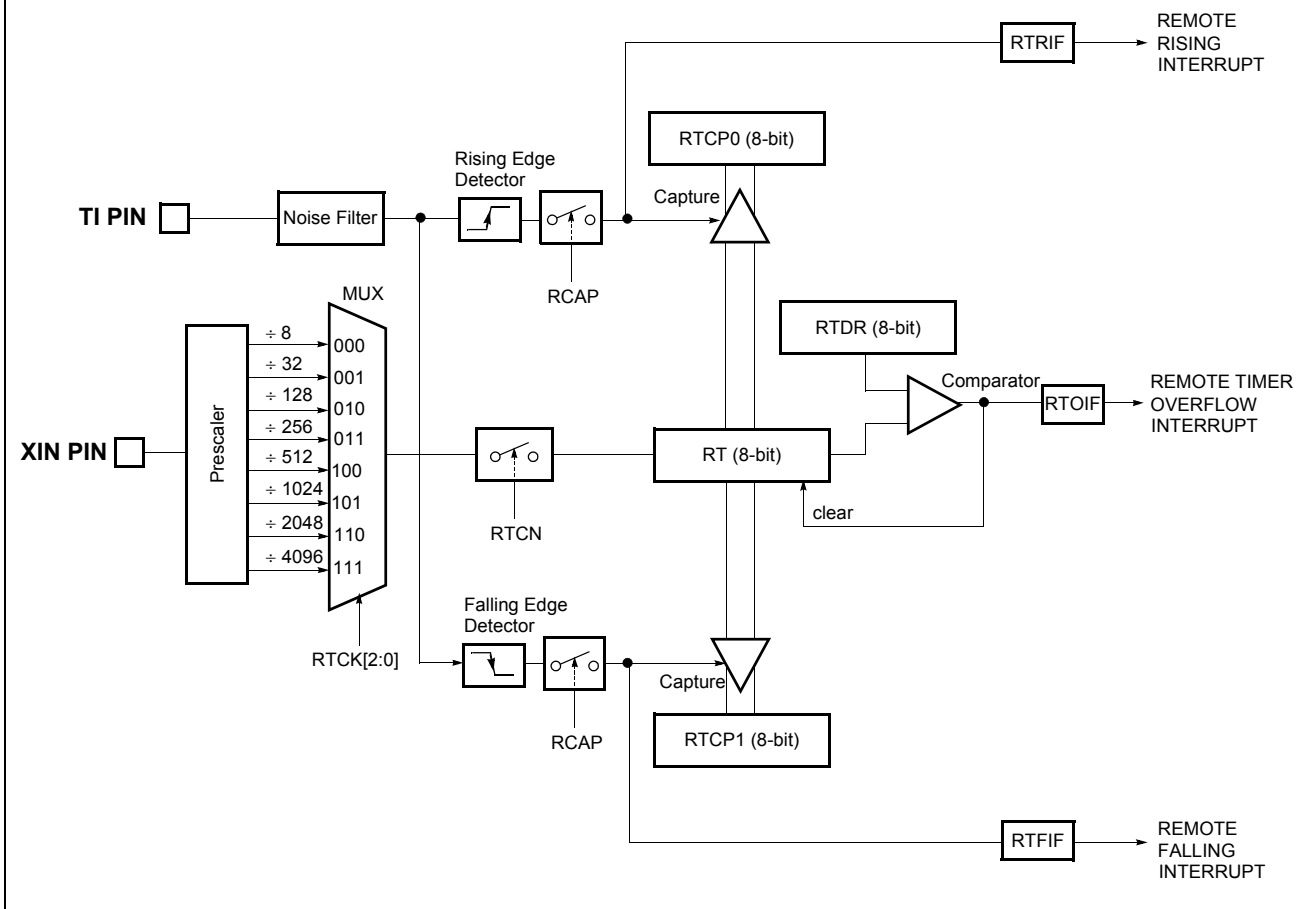 REMOTE
RISING
INTERRUPT
RTRIF
RTCP0 (8-bit)
Rising Edge
Detector
Capture
TI PIN
Noise Filter
RCAP
MUX
RTDR (8-bit)
÷ 8
000
÷ 32
001
÷ 128
010
÷ 256
011
÷ 512
100
÷ 1024
101
÷ 2048
110
÷ 4096
111
Prescaler
XIN PIN
Comparator
RTOIF
REMOTE TIMER
OVERFLOW
INTERRUPT
RT (8-bit)
clear
RTCN
RTCK[2:0]
Falling Edge
Detector
Capture
RCAP
RTCP1 (8-bit)
RTFIF
REMOTE
FALLING
INTERRUPT